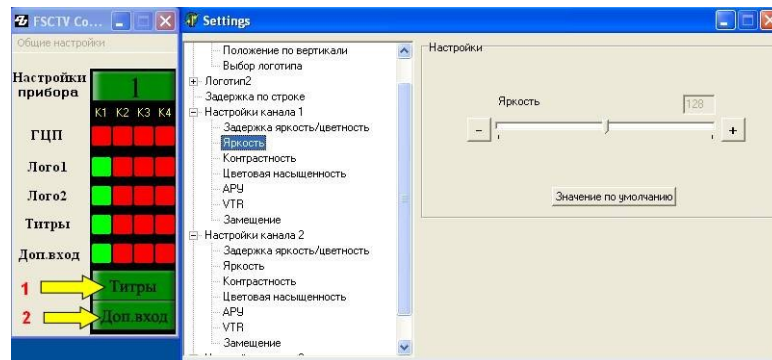 FSCTV Co...
Общие настройки
Настройки прибора
1
K1 K2 K3 K4
ГЦП
Лого1
Лого2
Титры
Доп.вход
1
Титры
2
Доп.вход
Settings
Положение по вертикали
Выбор логотипа
Логотип2
Задержка по строке
Настройки канала 1
Задержка яркость/цветность
Яркость
Контрастность
Цветовая насыщенность
АРУ
VTR
Замещение
Настройки канала 2
Задержка яркость/цветность
Яркость
Контрастность
Цветовая насыщенность
АРУ
VTR
Замещение
Настройки
Яркость
128
- +
Значение по умолчанию